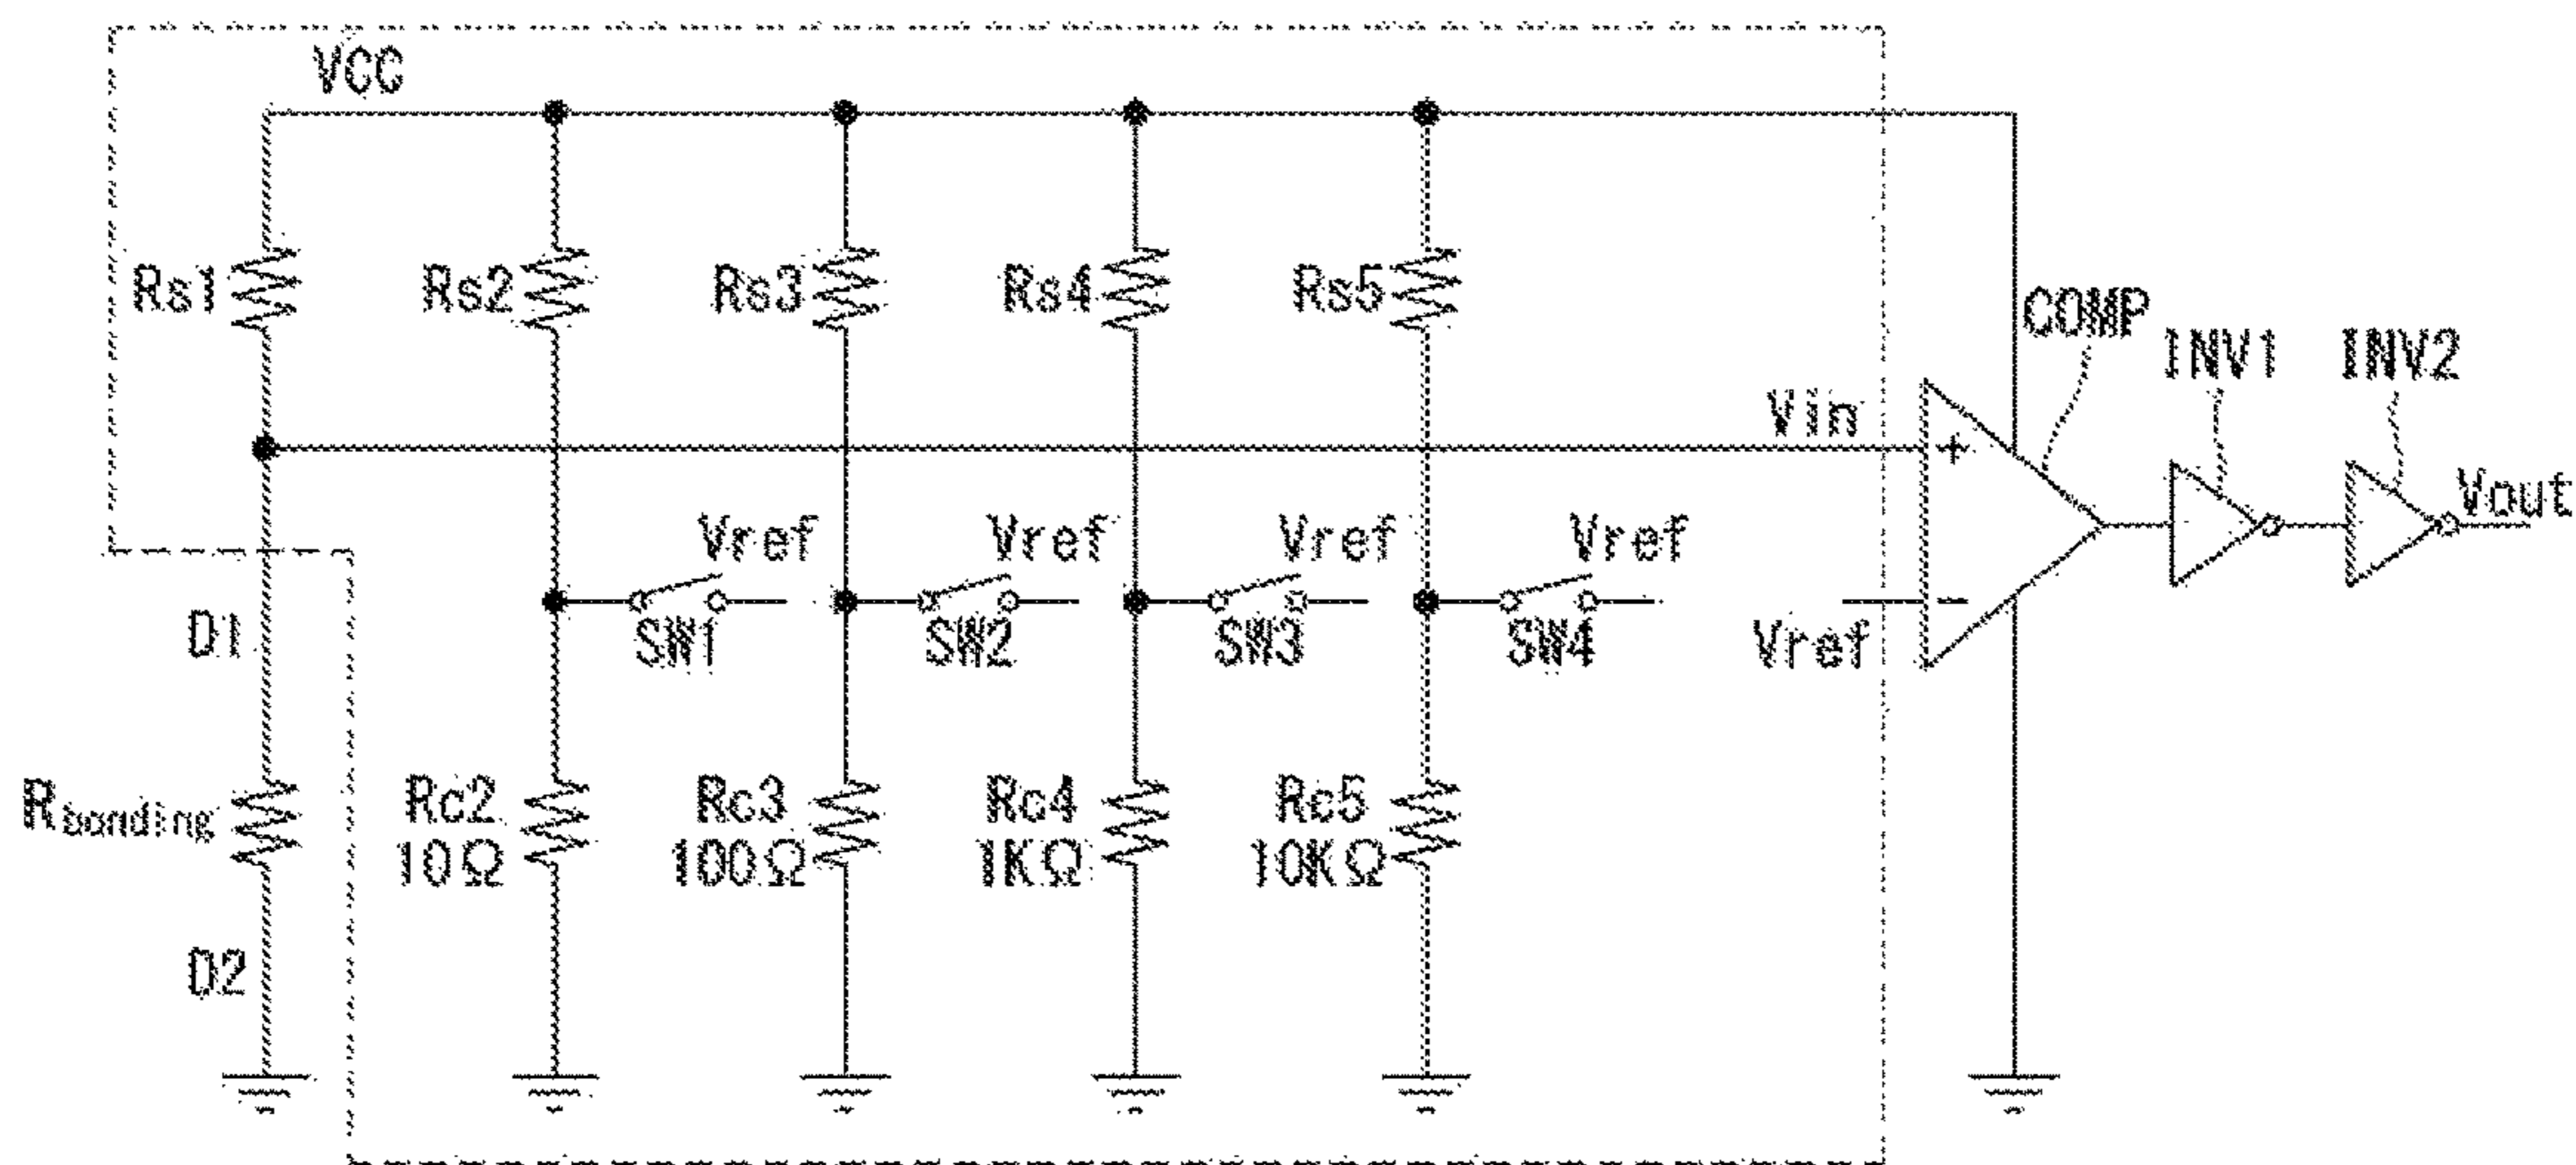 VCC
Rs1
Rs2
Rs3
Rs4
Rs5
COMP
INV1
INV2
Vin
+
Vout
Vref
Vref
Vref
Vref
SW1
SW2
SW3
SW4
Vref
−
D1
Rbonding
Rc2
10Ω
Rc3
100Ω
Rc4
1KΩ
Rc5
10KΩ
D2